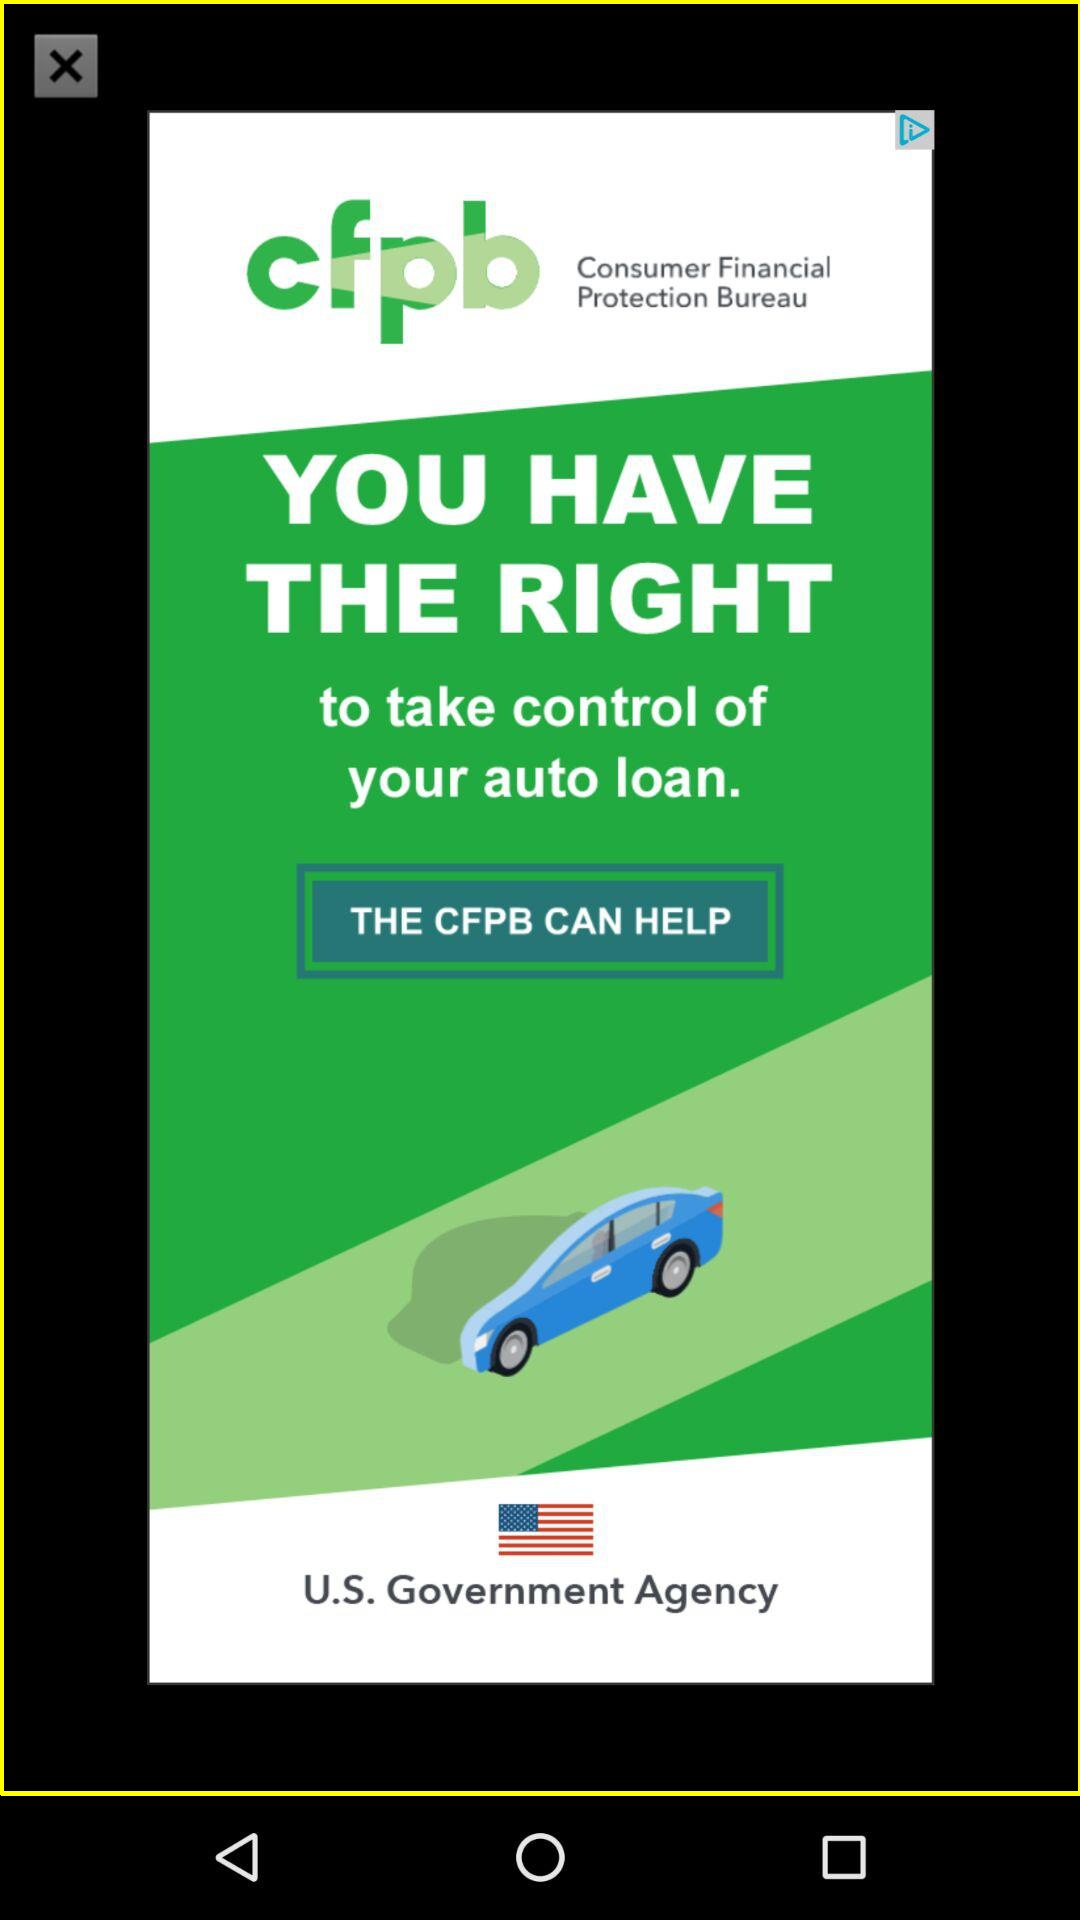 cfpb
Consumer Financial
Protection Bureau
YOU HAVE
THE RIGHT
to take control of
your auto loan.
THE CFPB CAN HELP
U.S. Government Agency